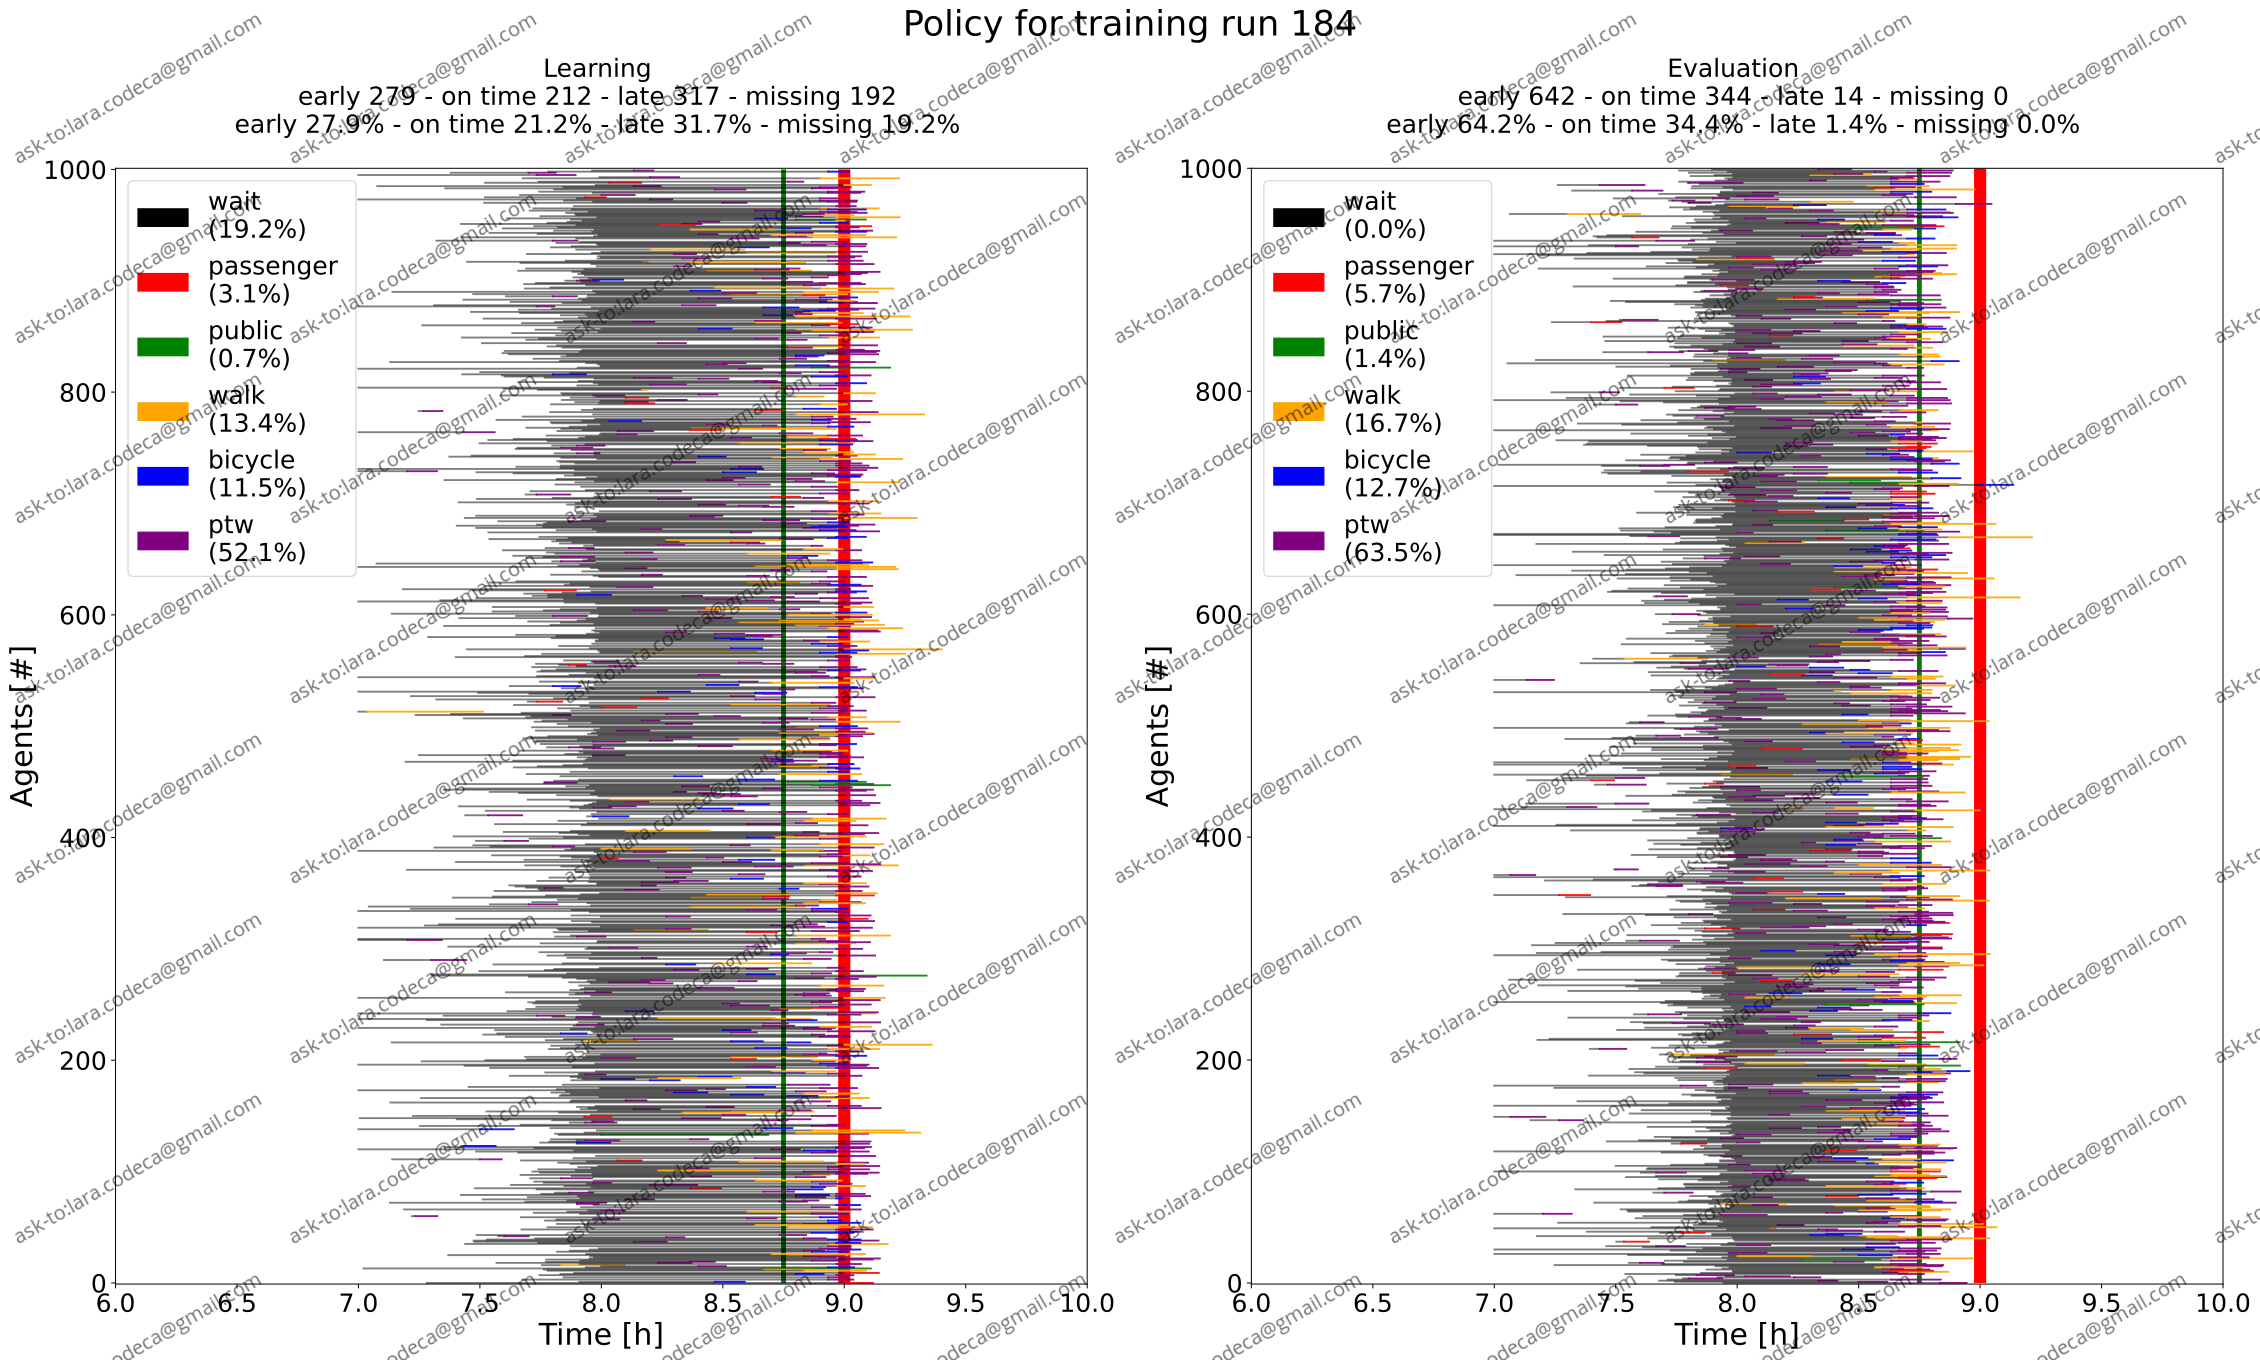 Policy for training run 184
Learning
early 279 - on time 212 - late 317 - missing 192
early 27.9% - on time 21.2% - late 31.7% - missing 19.2%
1000
800
600
400
200
0
Agents [#]
wait
(19.2%)
passenger
(3.1%)
public
(0.7%)
walk
(13.4%)
bicycle
(11.5%)
ptw
(52.1%)
6.0 6.5 7.0 7.5 8.0 8.5 9.0 9.5 10.0
Time [h]
Evaluation
early 642 - on time 344 - late 14 - missing 0
early 64.2% - on time 34.4% - late 1.4% - missing 0.0%
1000
800
600
400
200
0
Agents [#]
wait
(0.0%)
passenger
(5.7%)
public
(1.4%)
walk
(16.7%)
bicycle
(12.7%)
ptw
(63.5%)
6.0 6.5 7.0 7.5 8.0 8.5 9.0 9.5 10.0
Time [h]
ask-to:lara.codeca@gmail.com